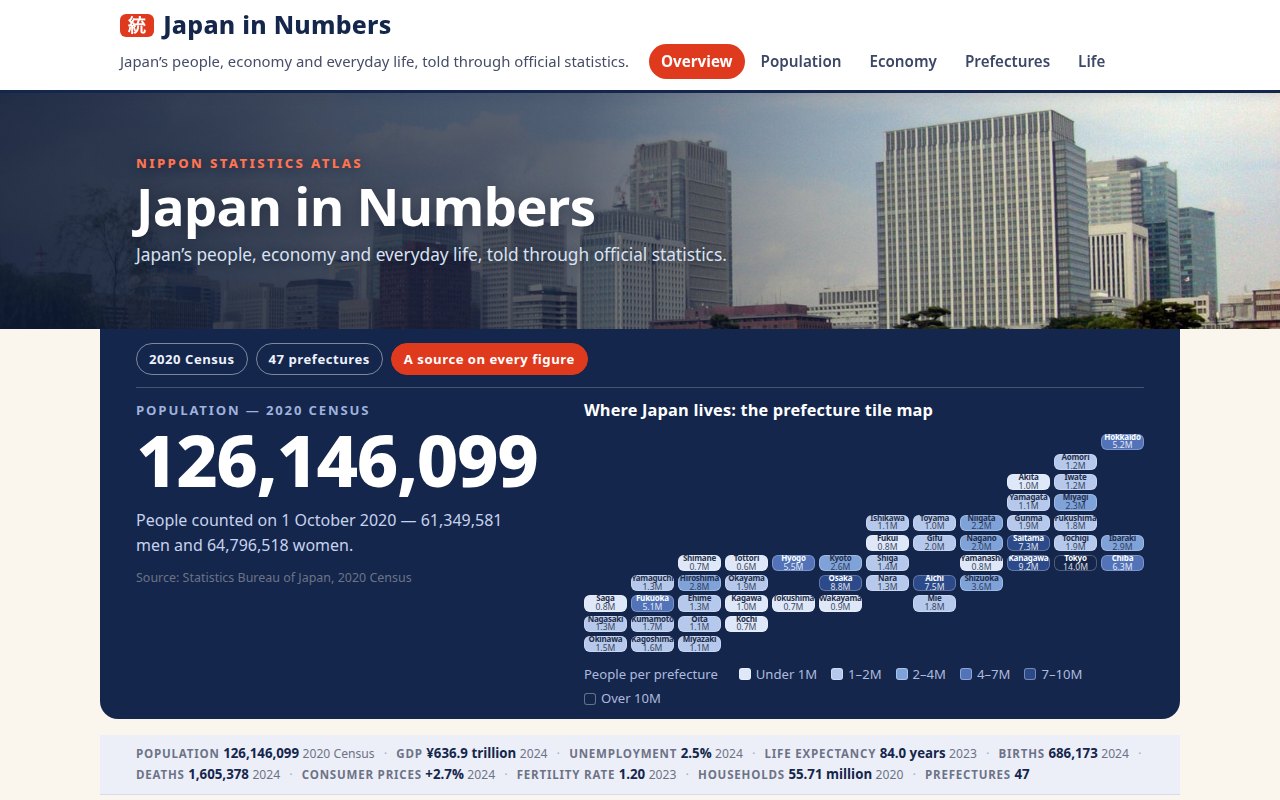 統 Japan in Numbers
Japan's people, economy and everyday life, told through official statistics. Overview Population Economy Prefectures Life
NIPPON STATISTICS ATLAS
Japan in Numbers
Japan's people, economy and everyday life, told through official statistics.
2020 Census 47 prefectures A source on every figure
POPULATION — 2020 CENSUS
126,146,099
People counted on 1 October 2020 — 61,349,581
men and 64,796,518 women.
Source: Statistics Bureau of Japan, 2020 Census
Where Japan lives: the prefecture tile map
Hokkaido
5.2M
Aomori
1.2M
Akita Iwate
1.0M 1.2M
Yamagata Miyagi
1.1M 2.3M
Ishikawa Toyama Niigata Gunma Fukushima
1.1M 1.0M 2.2M 1.9M 1.8M
Fukui Gifu Nagano Saitama Tochigi Ibaraki
0.8M 2.0M 2.0M 7.3M 1.9M 2.9M
Shimane Tottori Hyogo Kyoto Shiga Yamanashi Kanagawa Tokyo Chiba
0.7M 0.6M 5.5M 2.6M 1.4M 0.8M 9.2M 14.0M 6.3M
Yamaguchi Hiroshima Okayama Osaka Nara Aichi Shizuoka
1.3M 2.8M 1.9M 8.8M 1.3M 7.5M 3.6M
Saga Fukuoka Ehime Kagawa Tokushima Wakayama Mie
0.8M 5.1M 1.3M 1.0M 0.7M 0.9M 1.8M
Nagasaki Kumamoto Oita Kochi
1.3M 1.7M 1.1M 0.7M
Okinawa Kagoshima Miyazaki
1.5M 1.6M 1.1M
People per prefecture Under 1M 1–2M 2–4M 4–7M 7–10M
Over 10M
POPULATION 126,146,099 2020 Census · GDP ¥636.9 trillion 2024 · UNEMPLOYMENT 2.5% 2024 · LIFE EXPECTANCY 84.0 years 2023 · BIRTHS 686,173 2024 ·
DEATHS 1,605,378 2024 · CONSUMER PRICES +2.7% 2024 · FERTILITY RATE 1.20 2023 · HOUSEHOLDS 55.71 million 2020 · PREFECTURES 47